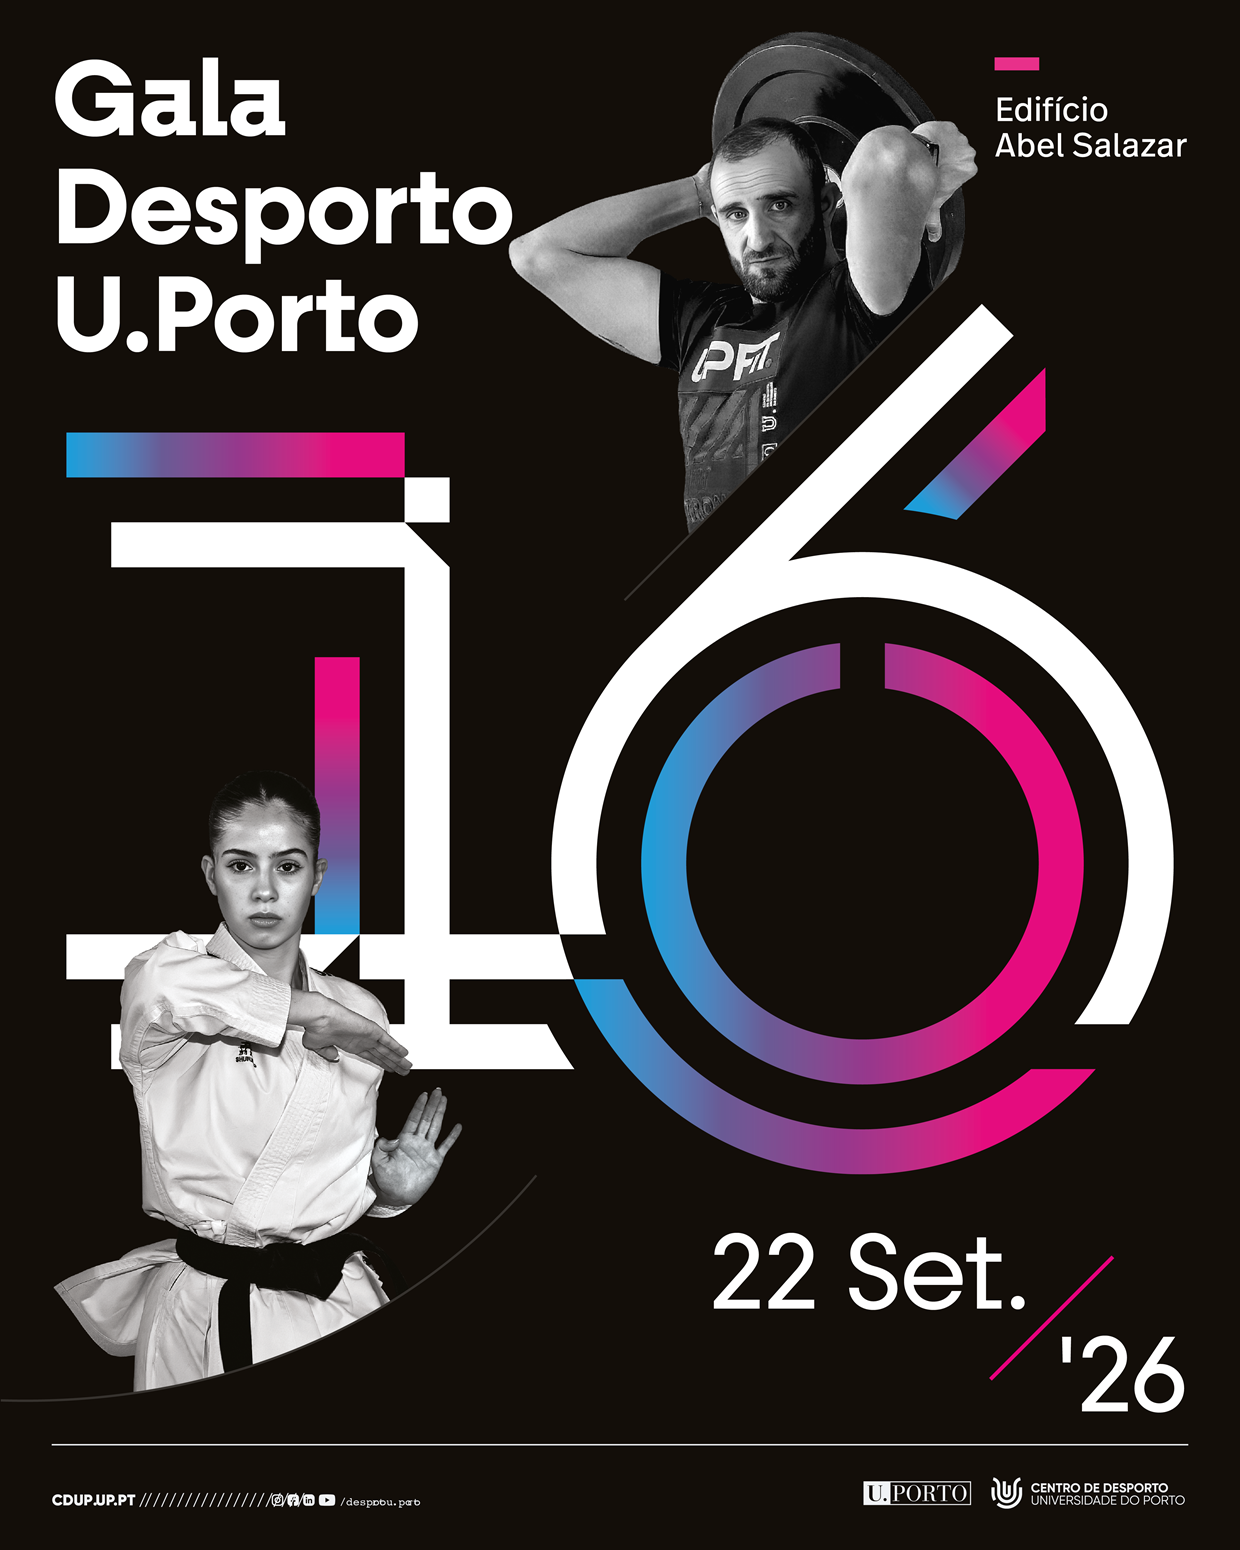 Gala
Desporto
U.Porto
Edifício
Abel Salazar
UPFIT.
16
22 Set.
'26
CDUP.UP.PT
U.PORTO
CENTRO DE DESPORTO
UNIVERSIDADE DO PORTO